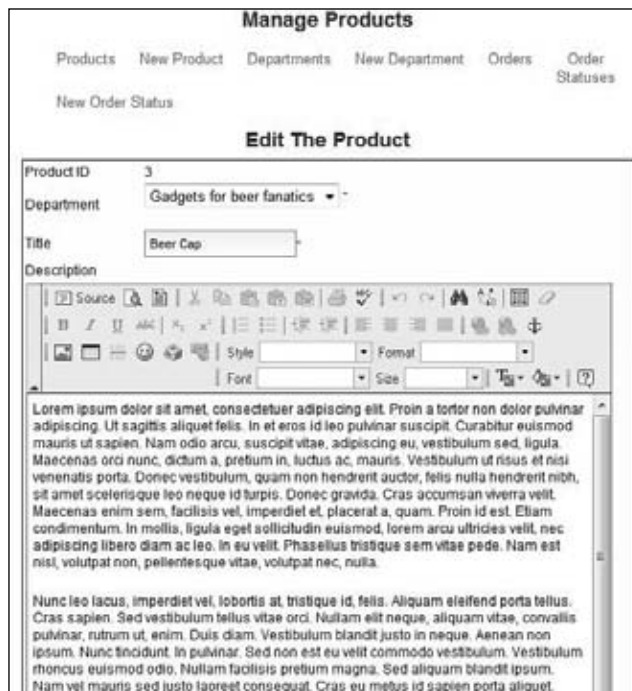 Manage Products
Products New Product Departments New Department Orders Order Statuses
New Order Status
Edit The Product
Product ID 3
Department Gadgets for beer fanatics *
Title Beer Cap *
Description
Source
B I U ABC
Style Format
Font Size
Lorem ipsum dolor sit amet, consectetuer adipiscing elit. Proin a tortor non dolor pulvinar
adipiscing. Ut sagittis aliquet felis. In et eros id leo pulvinar suscipit. Curabitur euismod
mauris ut sapien. Nam odio arcu, suscipit vitae, adipiscing eu, vestibulum sed, ligula.
Maecenas orci nunc, dictum a, pretium in, luctus ac, mauris. Vestibulum ut risus et nisi
venenatis porta. Donec vestibulum, quam non hendrerit auctor, felis nulla hendrerit nibh,
sit amet scelerisque leo neque id turpis. Donec gravida. Cras accumsan viverra velit.
Maecenas enim sem, facilisis vel, imperdiet et, placerat a, quam. Proin id est. Etiam
condimentum. In mollis, ligula eget sollicitudin euismod, lorem arcu ultricies velit, nec
adipiscing libero diam ac leo. In eu velit. Phasellus tristique sem vitae pede. Nam est
nisl, volutpat non, pellentesque vitae, volutpat nec, nulla.
Nunc leo lacus, imperdiet vel, lobortis at, tristique id, felis. Aliquam eleifend porta tellus.
Cras sapien. Sed vestibulum tellus vitae orci. Nullam elit neque, aliquam vitae, convallis
pulvinar, rutrum ut, enim. Duis diam. Vestibulum blandit justo in neque. Aenean non
ipsum. Nunc tincidunt. In pulvinar. Sed non est eu velit commodo vestibulum. Vestibulum
rhoncus euismod odio. Nullam facilisis pretium magna. Sed aliquam blandit ipsum.
Nam vel mauris sed justo laoreet consequat. Cras eu metus id sapien porta aliquet.